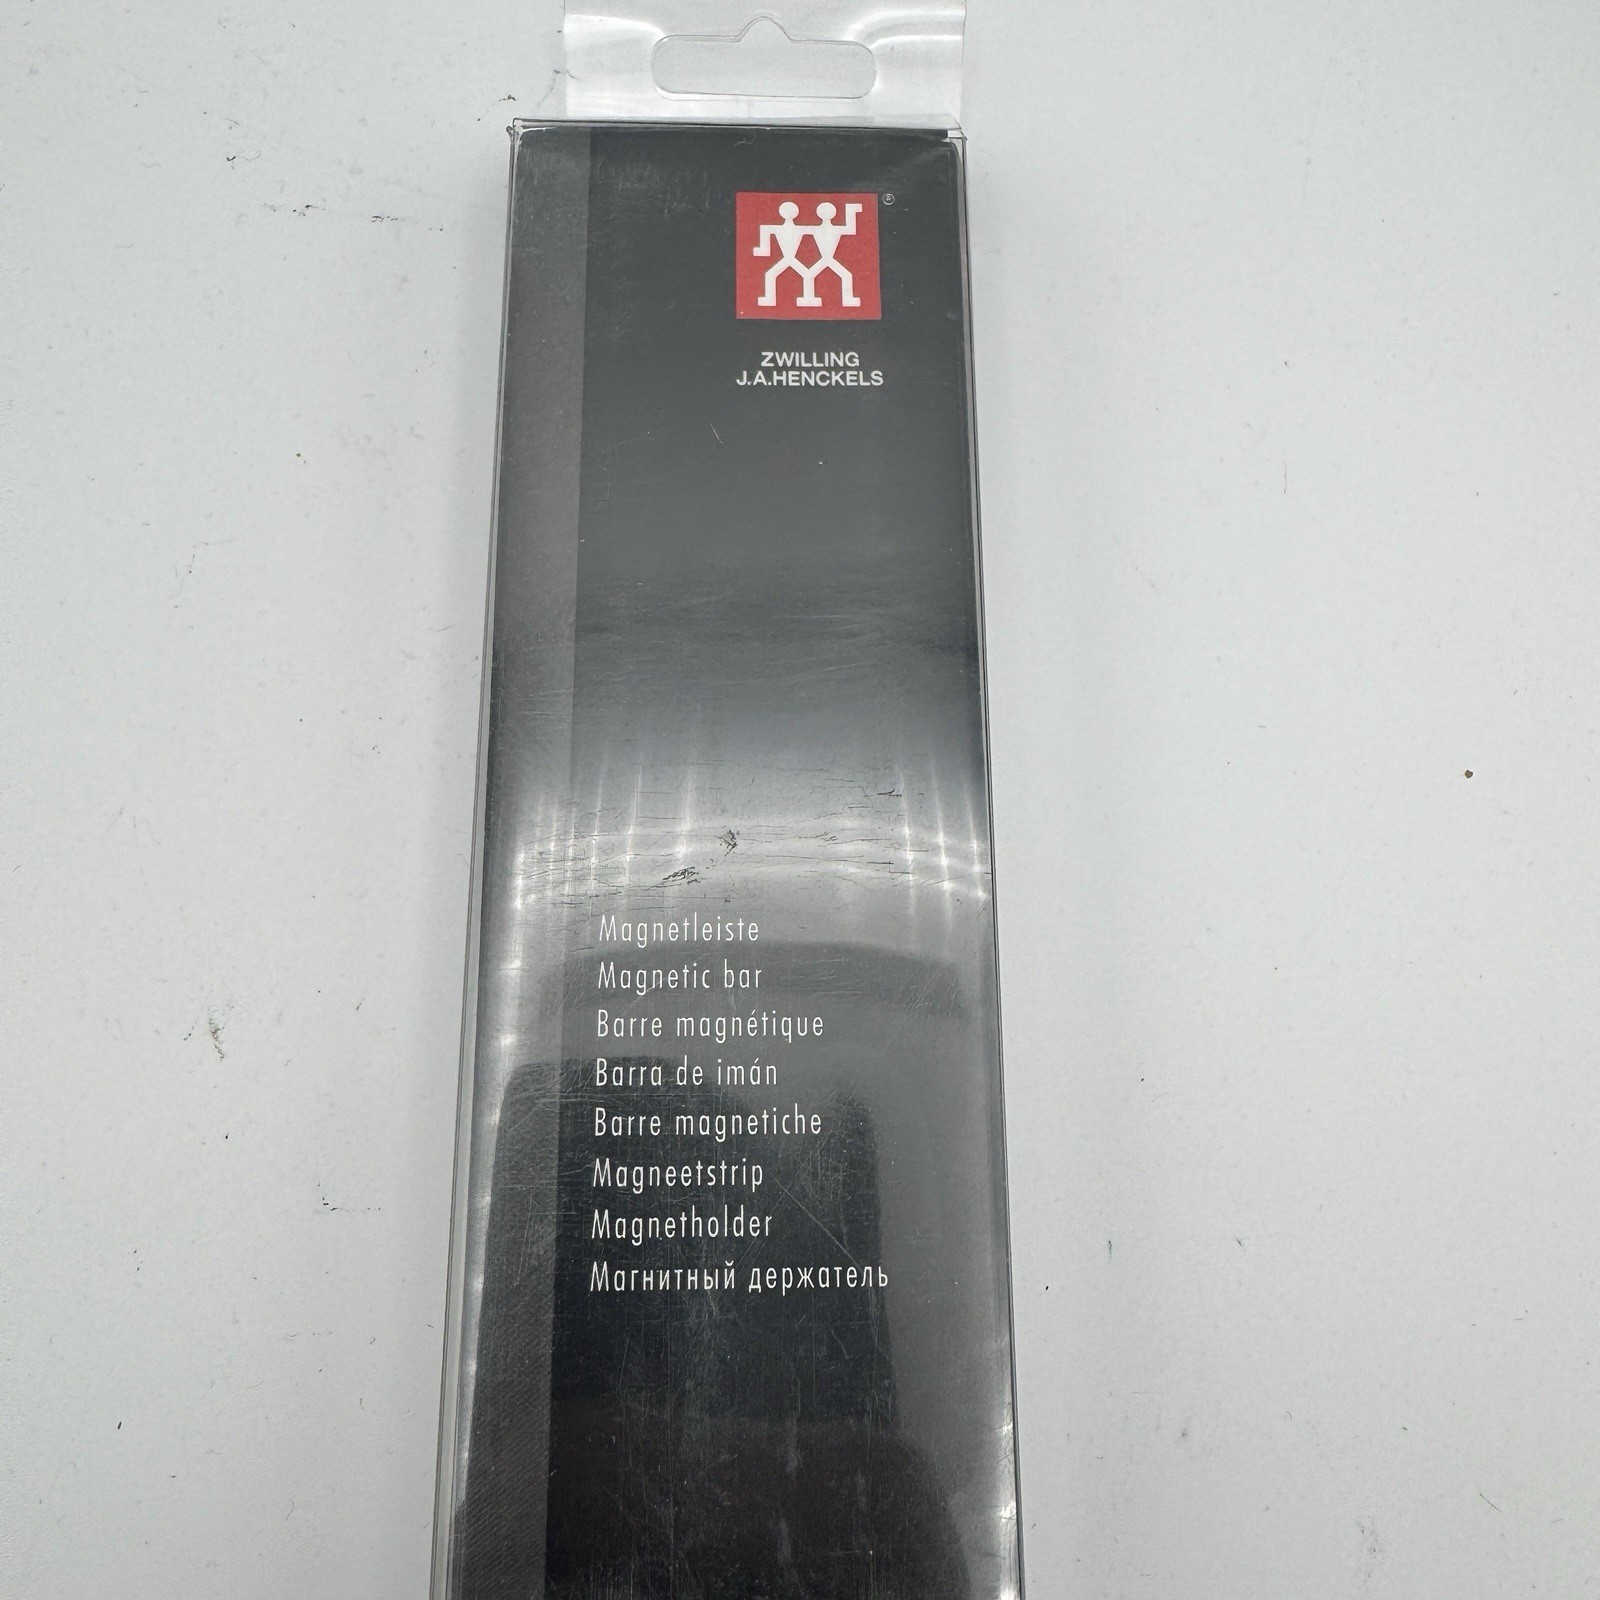 ®
ZWILLING
J.A.HENCKELS
Magnetleiste
Magnetic bar
Barre magnétique
Barra de imán
Barre magnetiche
Magneetstrip
Magnetholder
Магнитный держатель